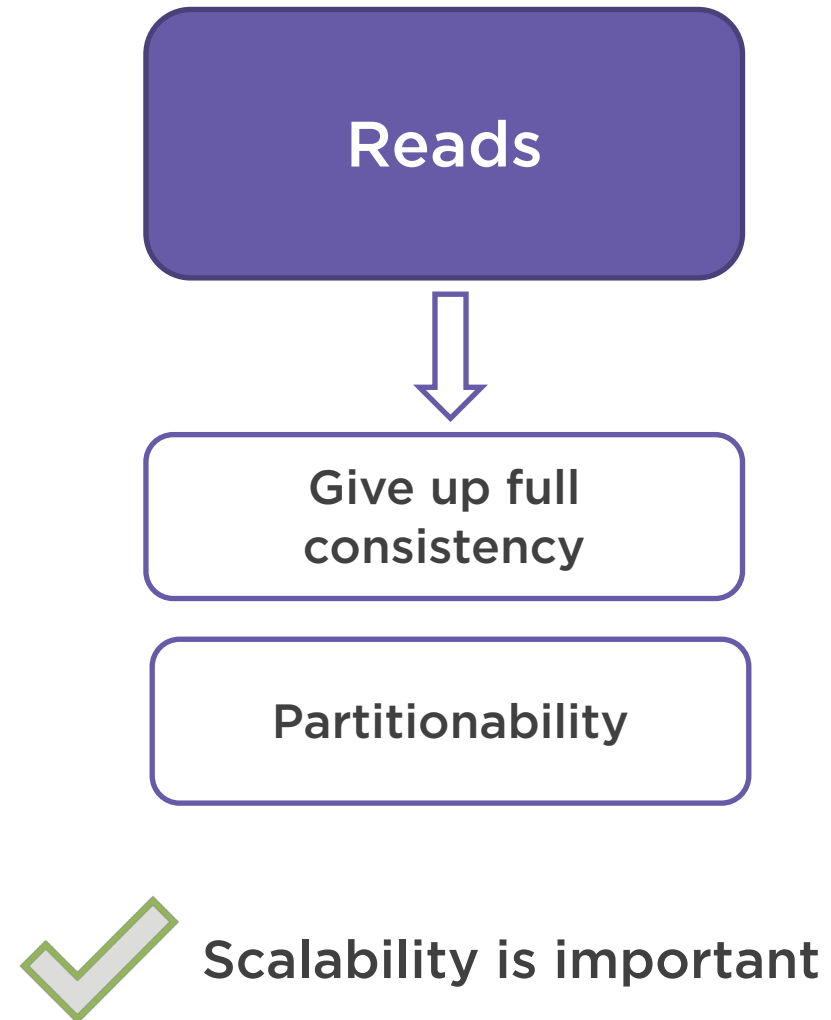 Reads
Give up full
consistency
Partitionability
Scalability is important